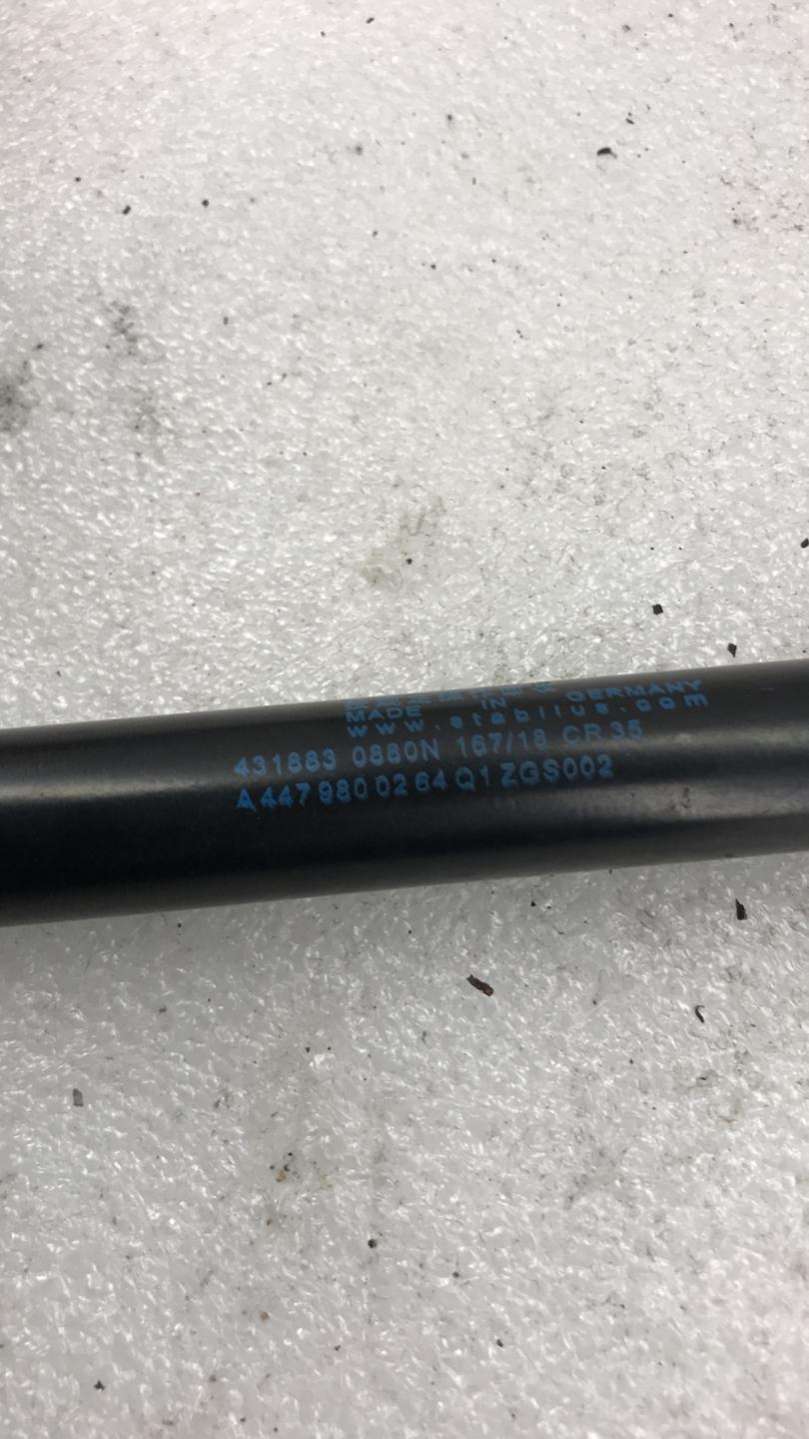 MADE IN GERMANY
www.stabilus.com
431883 0880N 167/18 CR 35
A 447 980 02 64 Q1 ZGS002